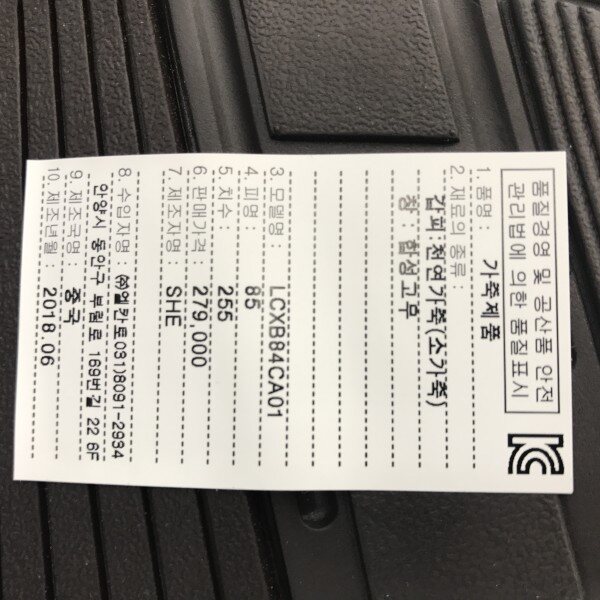 품질경영 및 공산품 안전
관리법에 의한 품질표시
1. 품명 : 가죽제품
2. 재료의 종류 :
갑피:천연가죽(소가죽)
창 : 합성고무
3. 모델명 : LCXB84CA01
4. 피명 : 85
5. 치수 : 255
6 판매가격 : 279,000
7. 제조자명 : SHE
8. 수입자명 : ㈜엘칸토031)8091-2934
안양시 동안구 부림로 169번길 22 6F
9. 제조국명 : 중국
10. 제조년월 : 2018.06